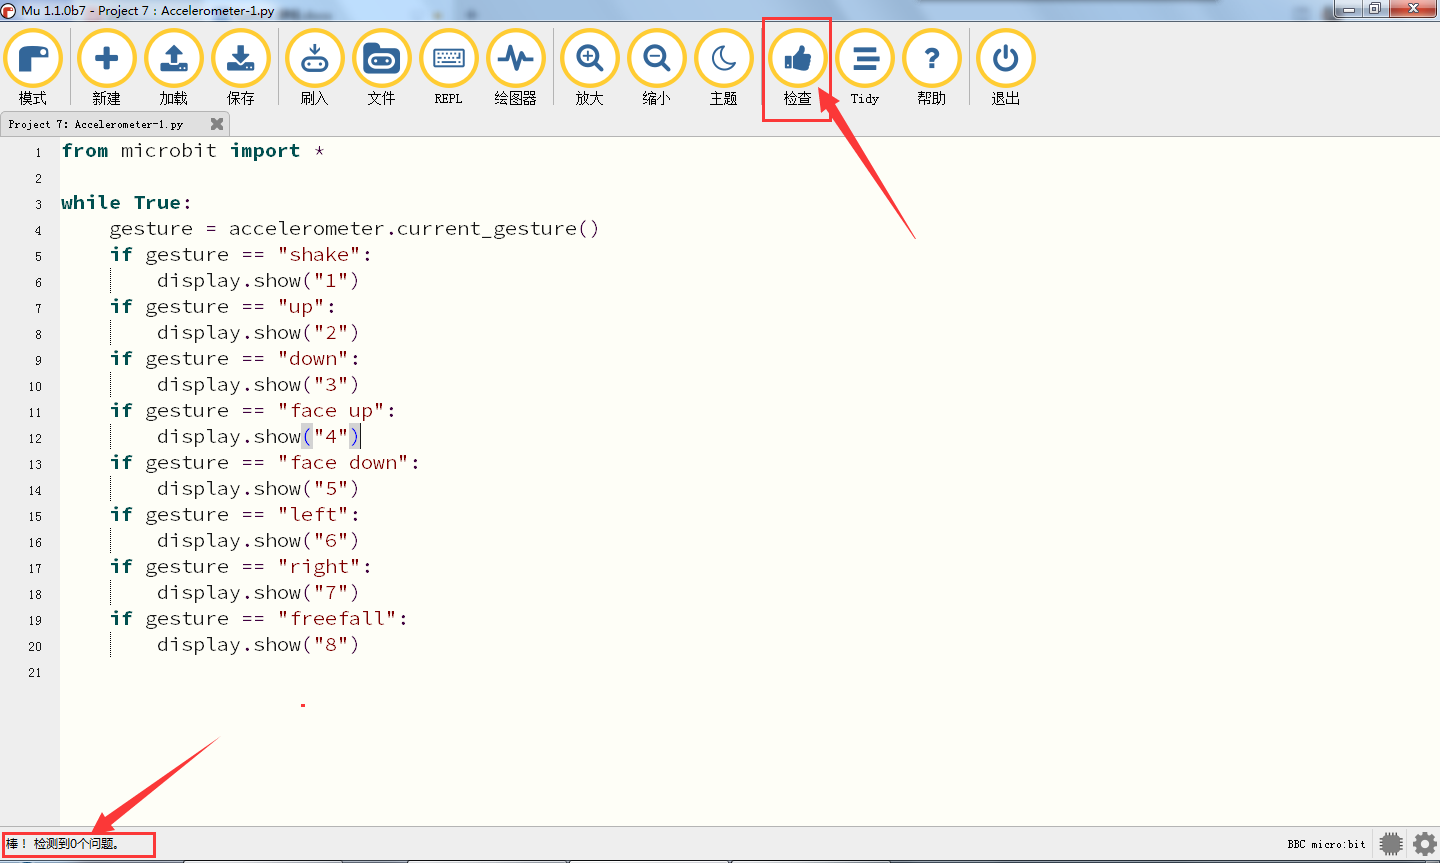 Mu 1.1.0b7 - Project 7 : Accelerometer-1.py
模式 新建 加载 保存 刷入 文件 REPL 绘图器 放大 缩小 主题 检查 Tidy 帮助 退出
Project 7: Accelerometer-1.py
1 from microbit import *
2
3 while True:
4 gesture = accelerometer.current_gesture()
5 if gesture == "shake":
6 display.show("1")
7 if gesture == "up":
8 display.show("2")
9 if gesture == "down":
10 display.show("3")
11 if gesture == "face up":
12 display.show("4")
13 if gesture == "face down":
14 display.show("5")
15 if gesture == "left":
16 display.show("6")
17 if gesture == "right":
18 display.show("7")
19 if gesture == "freefall":
20 display.show("8")
21
棒！ 检测到0个问题。
BBC micro:bit